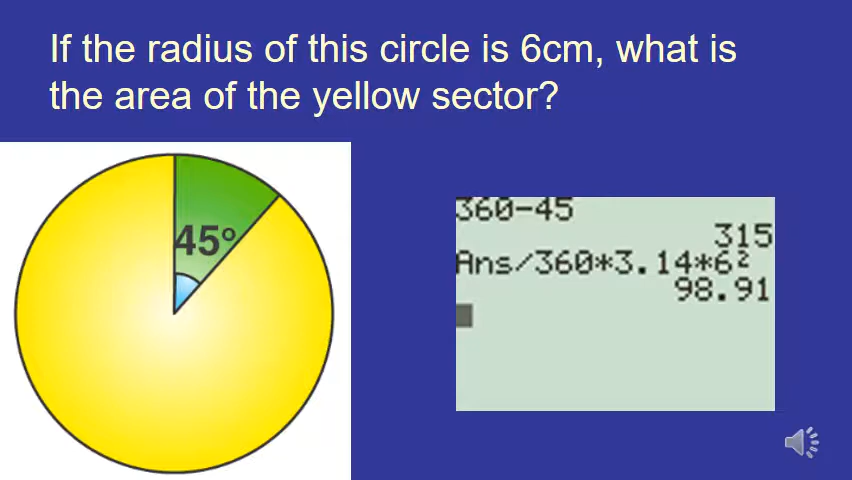 If the radius of this circle is 6cm, what is
the area of the yellow sector?
45º
360-45
315
Ans/360*3.14*6²
98.91